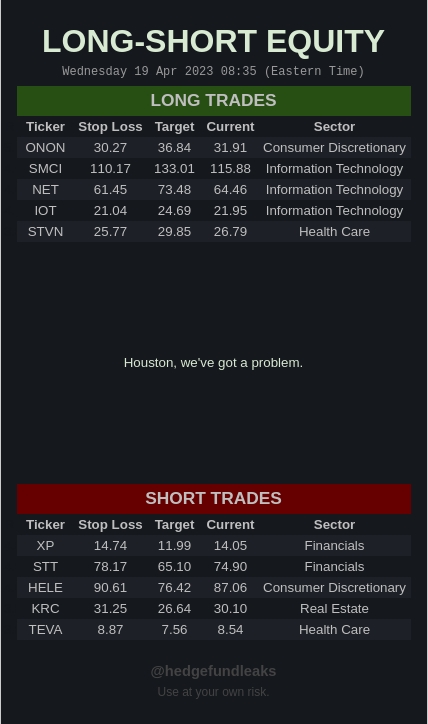 LONG-SHORT EQUITY
Wednesday 19 Apr 2023 08:35 (Eastern Time)
LONG TRADES
Ticker Stop Loss Target Current Sector
ONON 30.27 36.84 31.91 Consumer Discretionary
SMCI 110.17 133.01 115.88 Information Technology
NET 61.45 73.48 64.46 Information Technology
IOT 21.04 24.69 21.95 Information Technology
STVN 25.77 29.85 26.79 Health Care
Houston, we've got a problem.
SHORT TRADES
Ticker Stop Loss Target Current Sector
XP 14.74 11.99 14.05 Financials
STT 78.17 65.10 74.90 Financials
HELE 90.61 76.42 87.06 Consumer Discretionary
KRC 31.25 26.64 30.10 Real Estate
TEVA 8.87 7.56 8.54 Health Care
@hedgefundleaks
Use at your own risk.